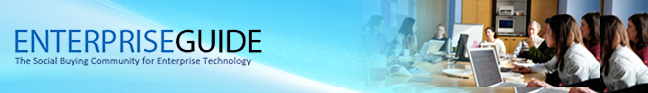 ENTERPRISEGUIDE
The Social Buying Community for Enterprise Technology